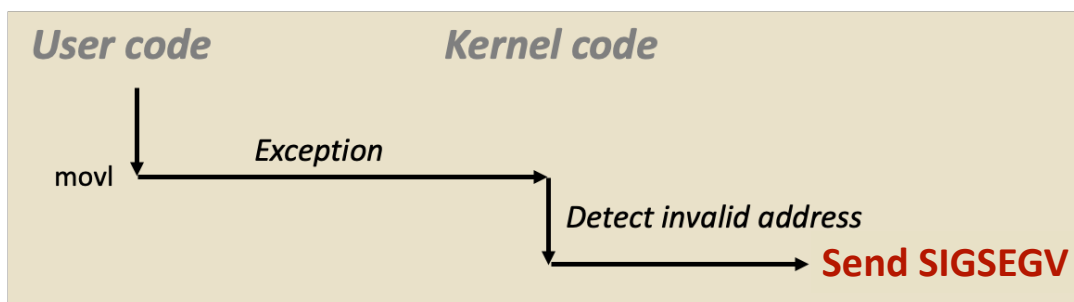 User code
Kernel code
Exception
movl
Detect invalid address
Send SIGSEGV